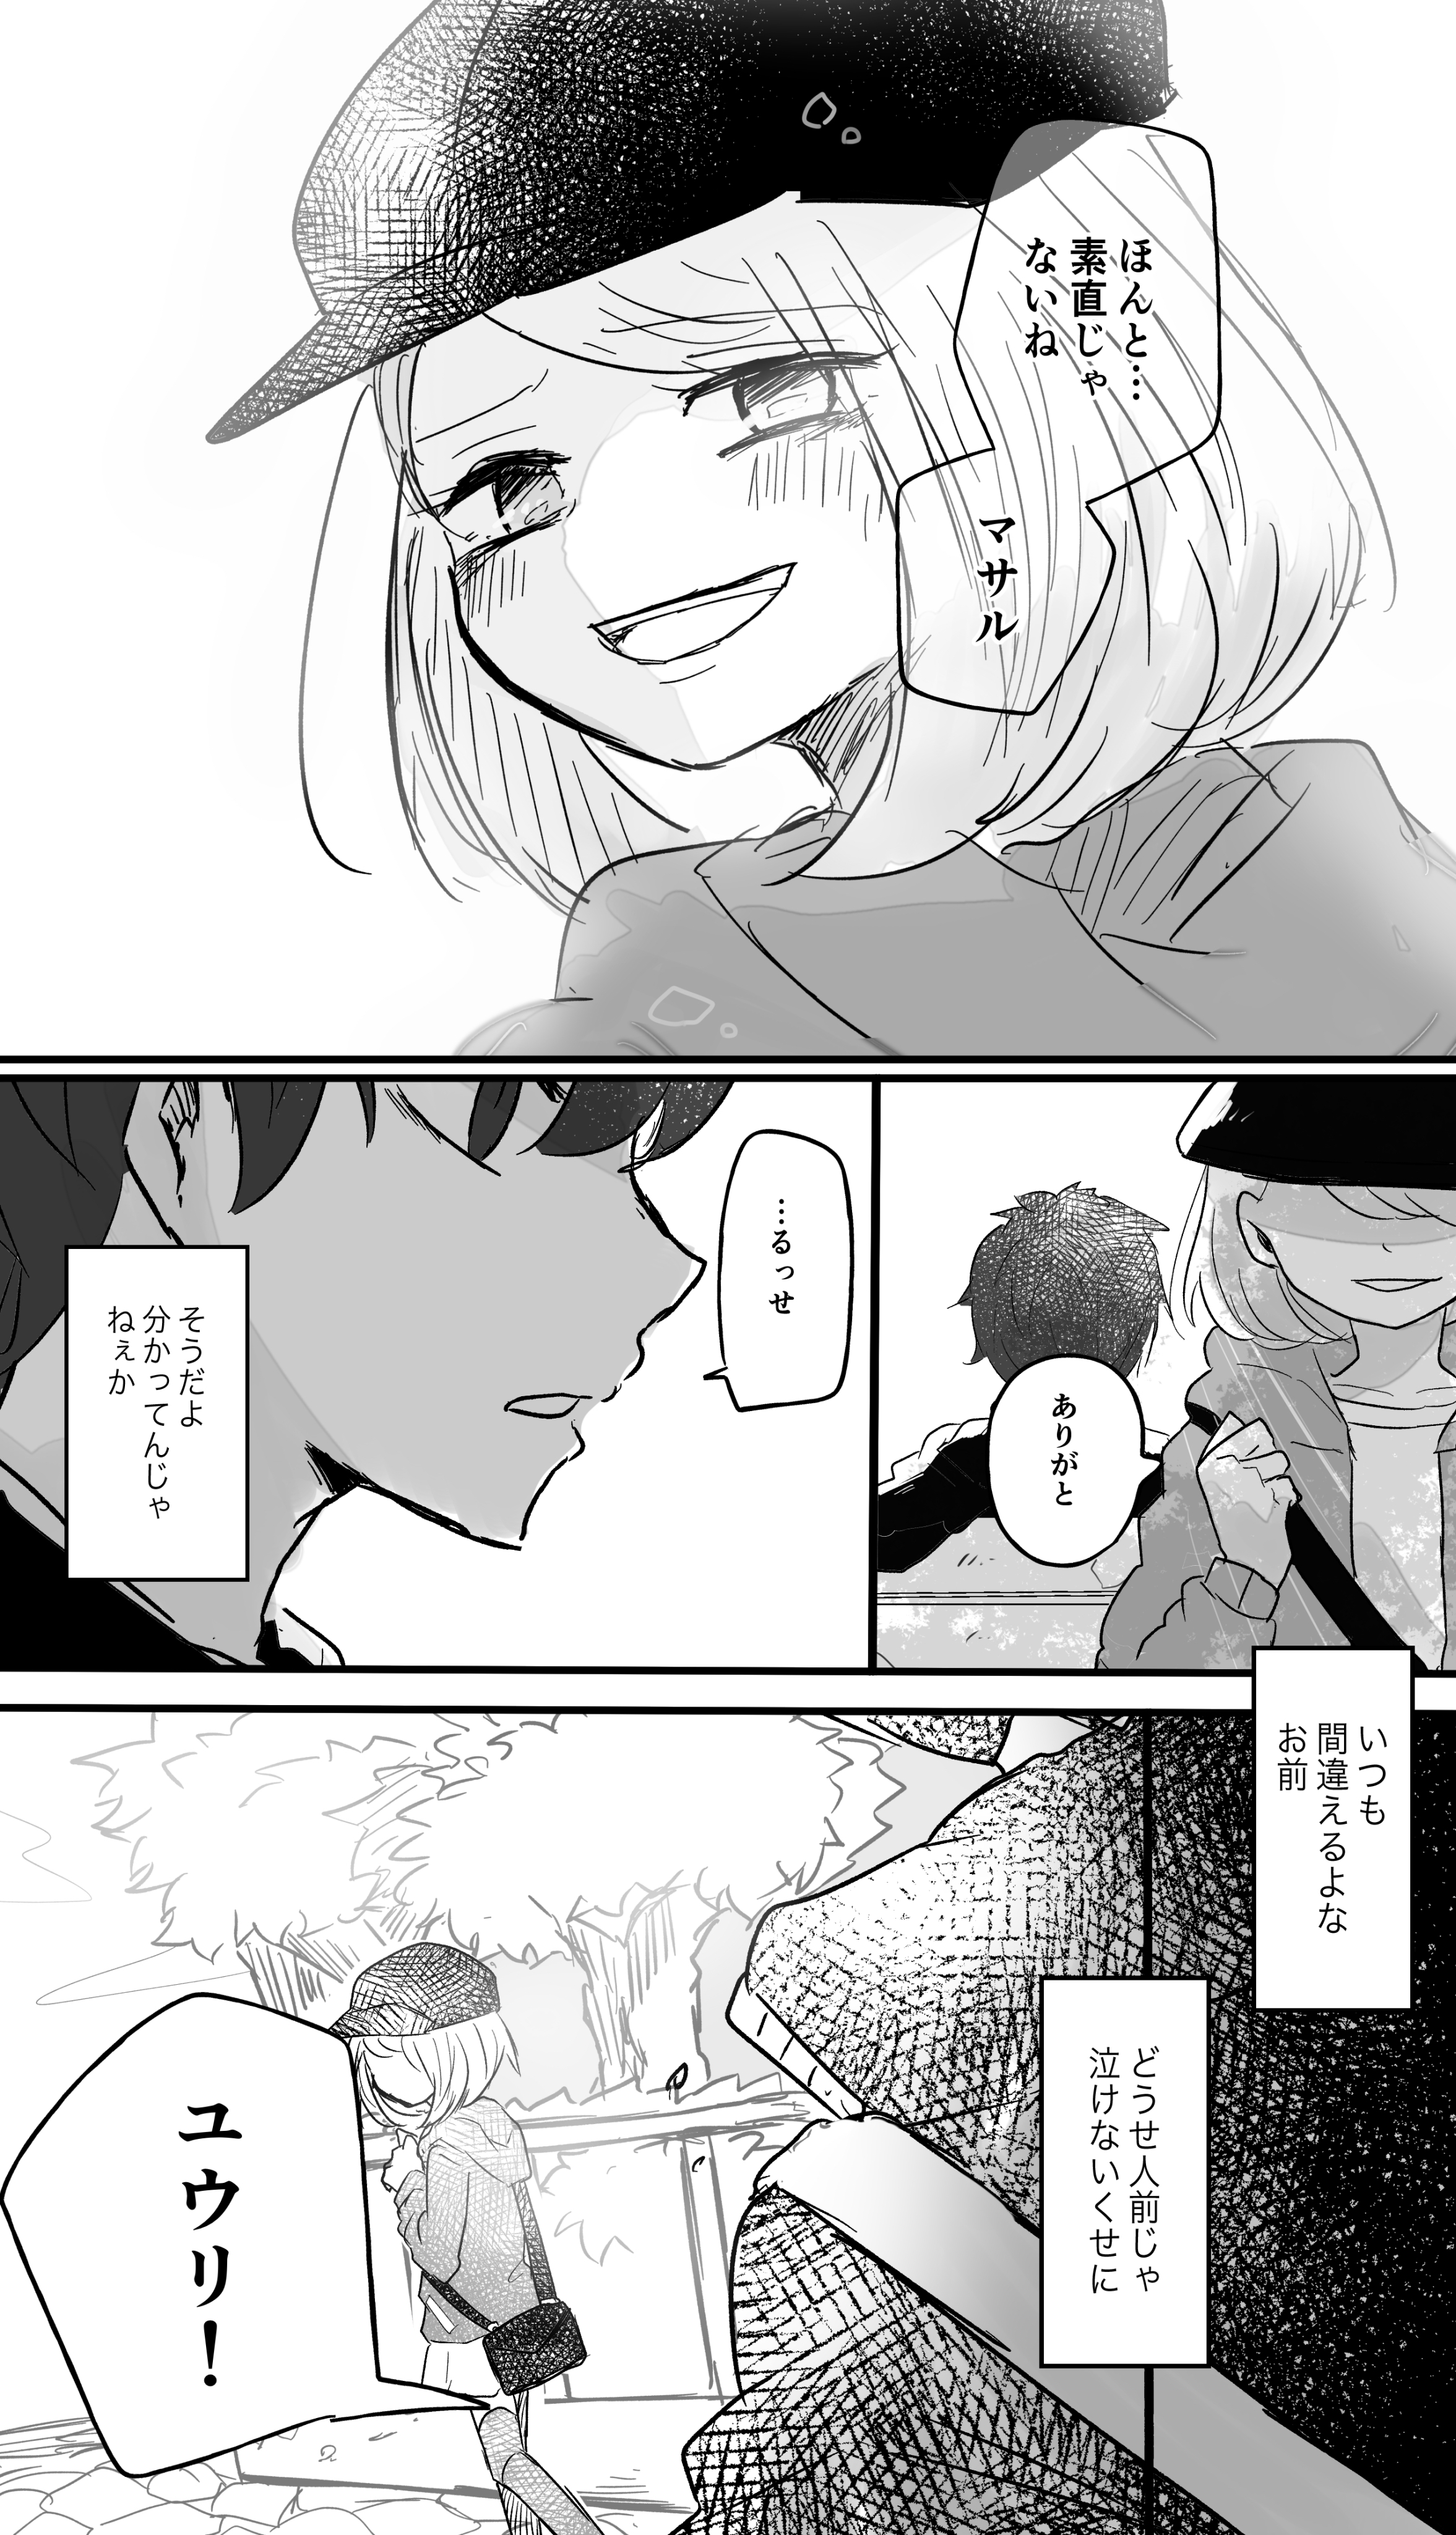 ほんと…
素直じゃ
ないね
マサル
ありがと
…るっせ
そうだよ
分かってんじゃ
ねぇか
いつも
間違えるよな
お前
どうせ人前じゃ
泣けないくせに
ユウリ！